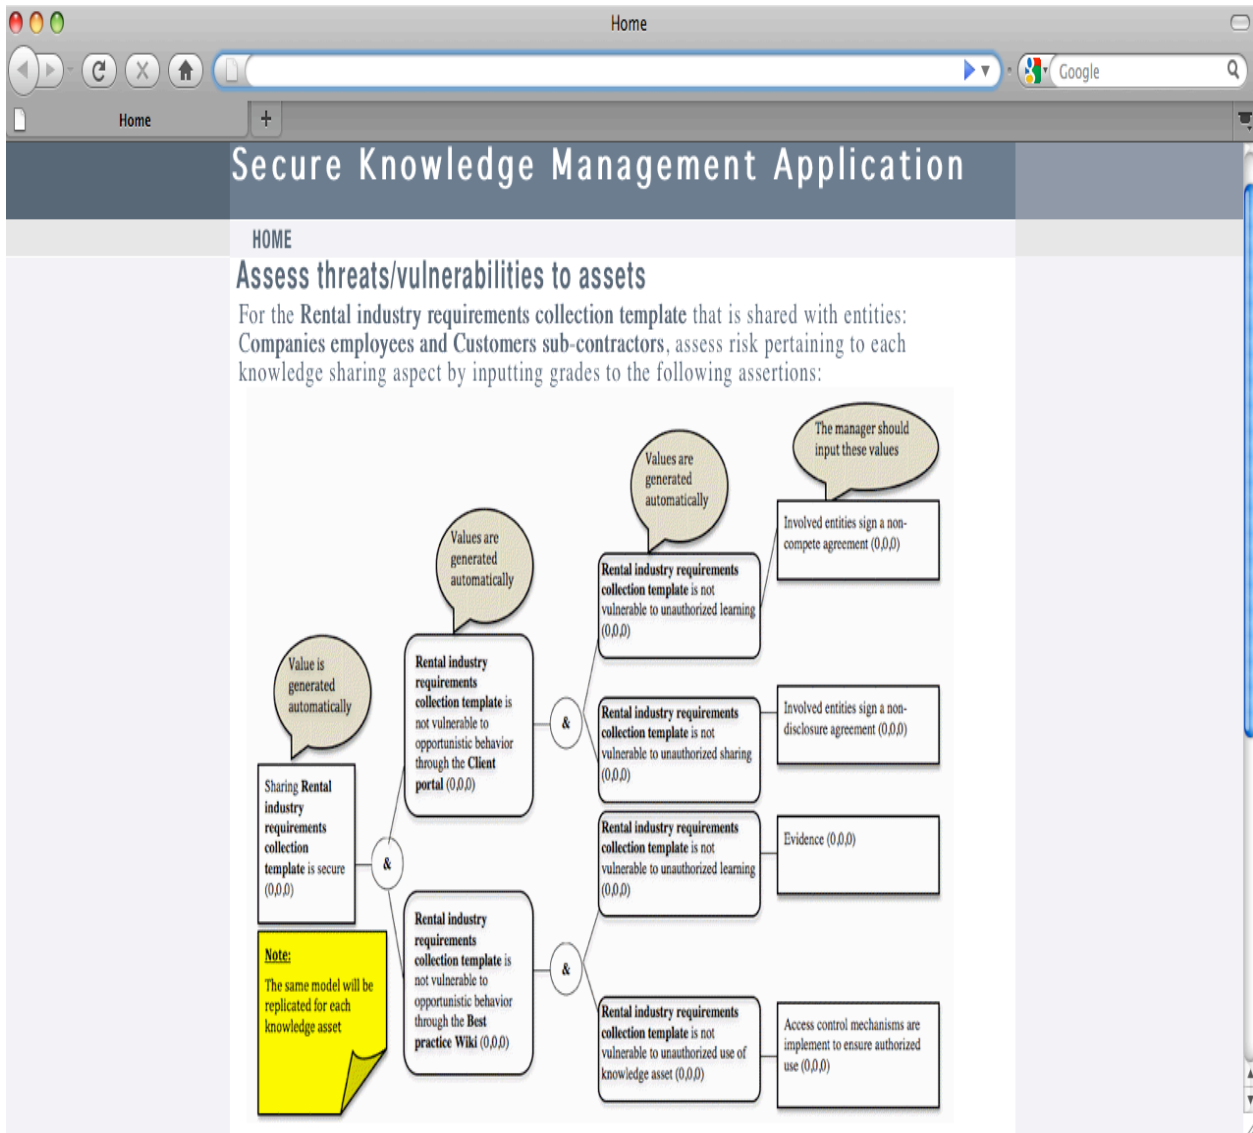 Home
Google
Home
+
Secure Knowledge Management Application
HOME
Assess threats/vulnerabilities to assets
For the Rental industry requirements collection template that is shared with entities:
Companies employees and Customers sub-contractors, assess risk pertaining to each
knowledge sharing aspect by inputting grades to the following assertions:
Value is
generated
automatically
Sharing Rental
industry
requirements
collection
template is secure
(0,0,0)
Note:
The same model will be
replicated for each
knowledge asset
&
Values are
generated
automatically
Rental industry
requirements
collection template is
not vulnerable to
opportunistic behavior
through the Client
portal (0,0,0)
Rental industry
requirements
collection template is
not vulnerable to
opportunistic behavior
through the Best
practice Wiki (0,0,0)
&
&
Values are
generated
automatically
Rental industry requirements
collection template is not
vulnerable to unauthorized learning
(0,0,0)
Rental industry requirements
collection template is not
vulnerable to unauthorized sharing
(0,0,0)
Rental industry requirements
collection template is not
vulnerable to unauthorized learning
(0,0,0)
Rental industry requirements
collection template is not
vulnerable to unauthorized use of
knowledge asset (0,0,0)
The manager should
input these values
Involved entities sign a non-
compete agreement (0,0,0)
Involved entities sign a non-
disclosure agreement (0,0,0)
Evidence (0,0,0)
Access control mechanisms are
implement to ensure authorized
use (0,0,0)